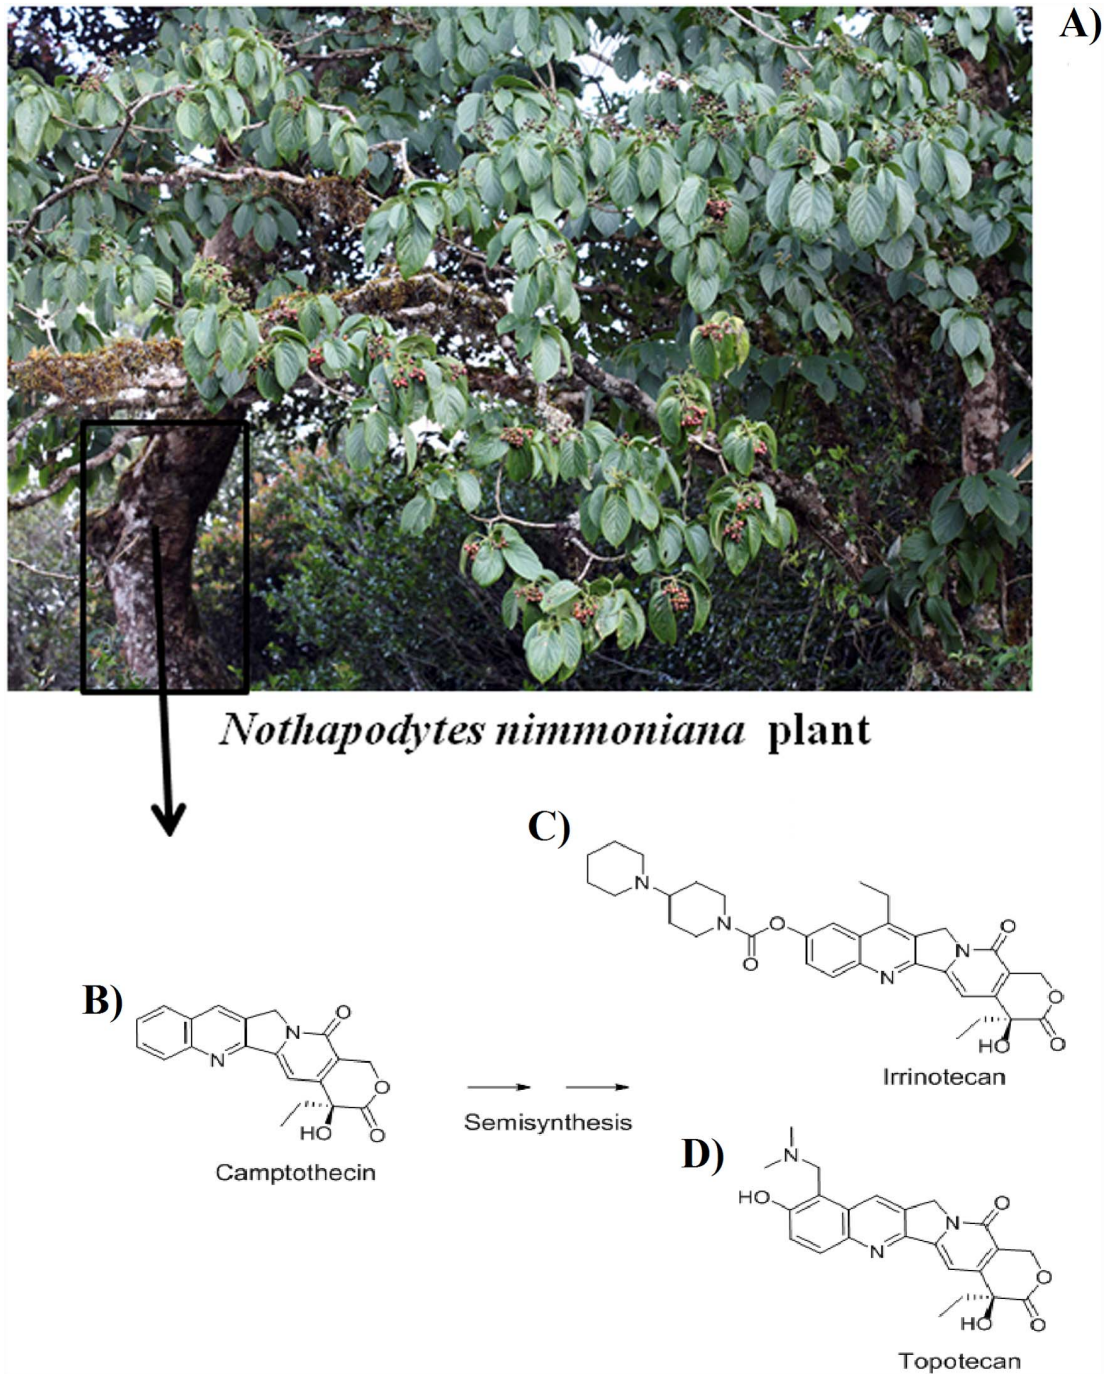 A)
Nothapodytes nimmoniana plant
C)
N
N
O
O
N
N
O
O
O
HO
Irrinotecan
B)
N
N
O
O
O
HO
Camptothecin
Semisynthesis
D)
N
HO
N
N
O
O
O
HO
Topotecan